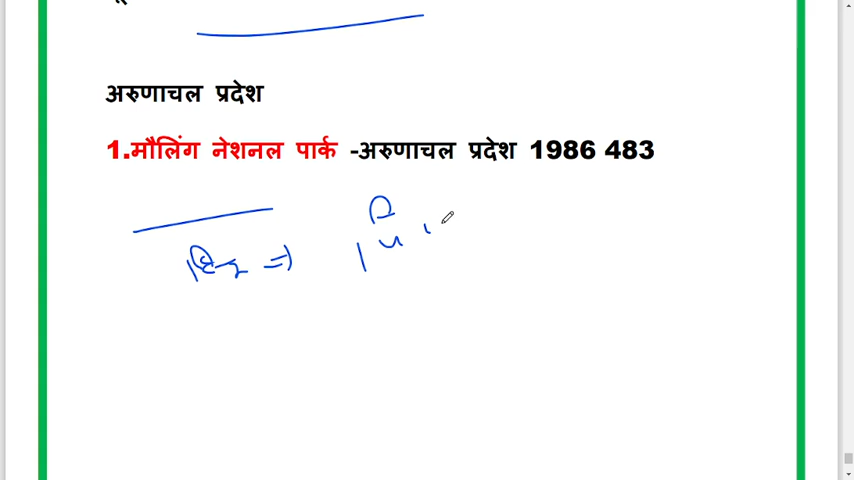 अरुणाचल प्रदेश
1.मौलिंग नेशनल पार्क -अरुणाचल प्रदेश 1986 483